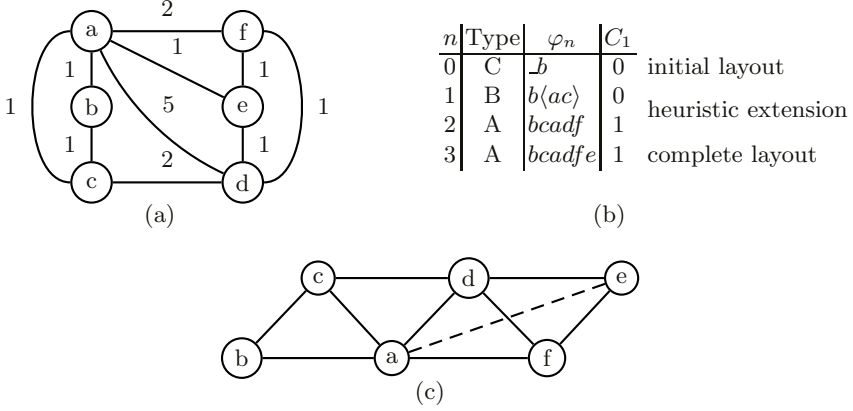 2
a f
1
1 1
1 b 5 e 1
1 1
2
c d
(a)
n Type φn C1
0 C _b 0 initial layout
1 B b⟨ac⟩ 0
heuristic extension
2 A bcadf 1
3 A bcadfe 1 complete layout
(b)
c d e
b a f
(c)